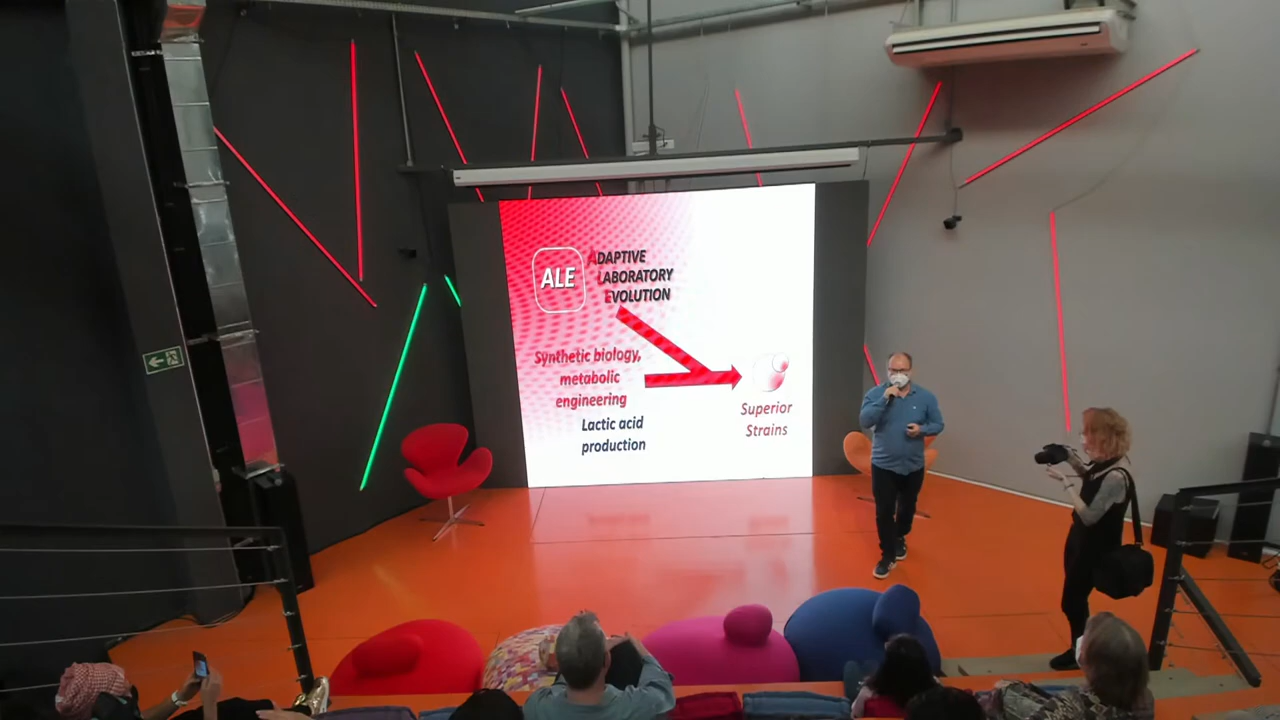 ALE
ADAPTIVE
LABORATORY
EVOLUTION
Synthetic biology,
metabolic
engineering
Lactic acid
production
Superior
Strains